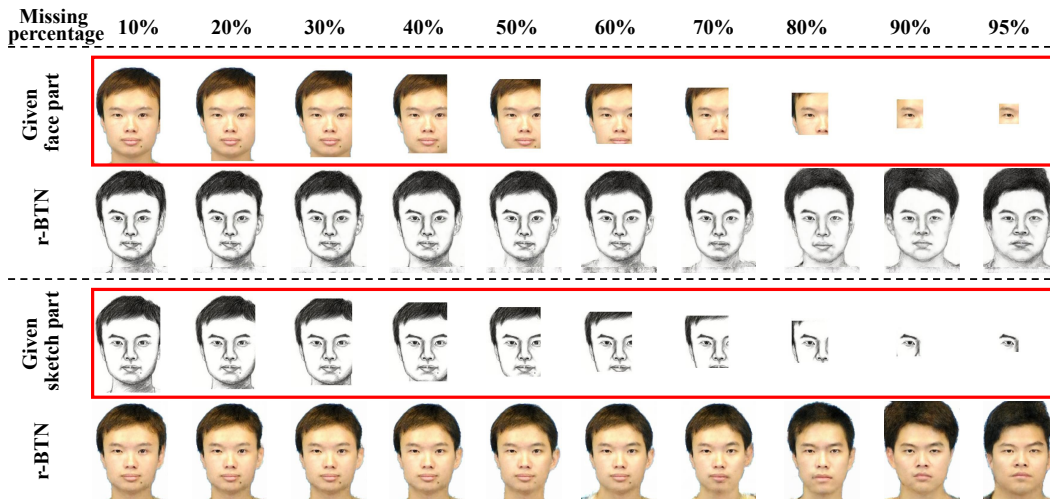 Missing percentage 10% 20% 30% 40% 50% 60% 70% 80% 90% 95%
Given face part
r-BTN
Given sketch part
r-BTN